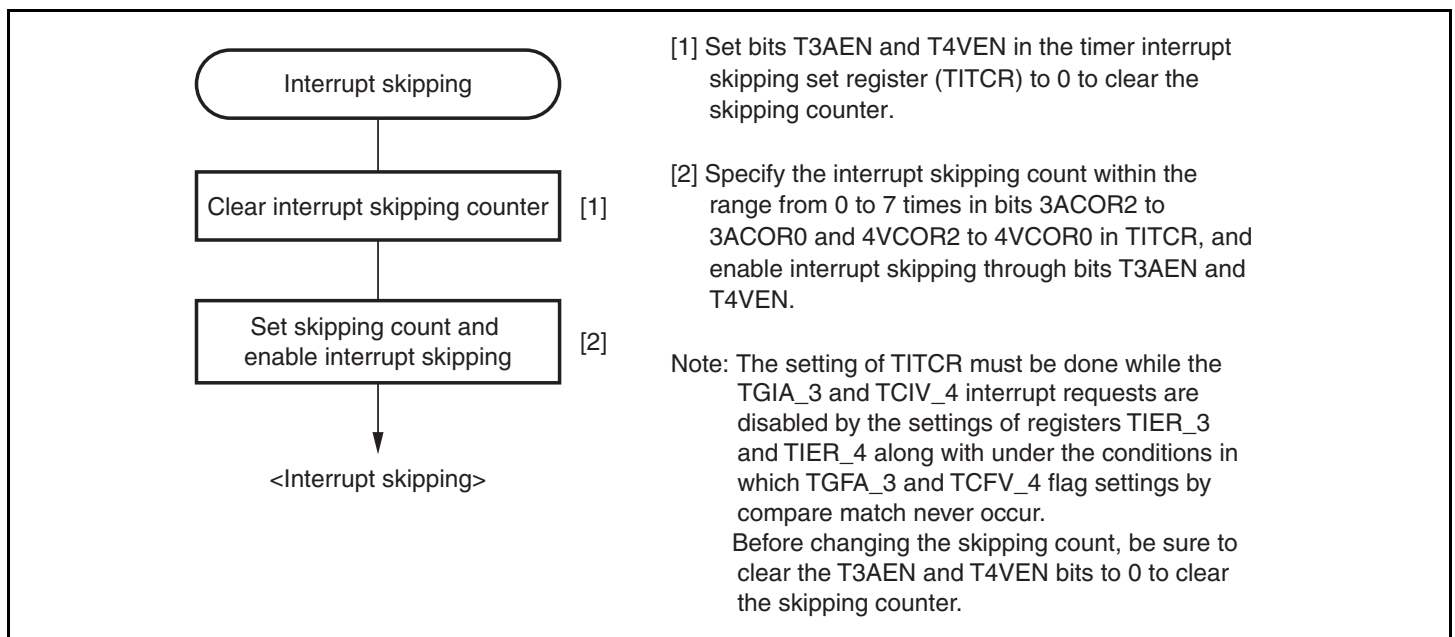 Interrupt skipping
Clear interrupt skipping counter
[1]
Set skipping count and
enable interrupt skipping
[2]
<Interrupt skipping>
[1] Set bits T3AEN and T4VEN in the timer interrupt
skipping set register (TITCR) to 0 to clear the
skipping counter.
[2] Specify the interrupt skipping count within the
range from 0 to 7 times in bits 3ACOR2 to
3ACOR0 and 4VCOR2 to 4VCOR0 in TITCR, and
enable interrupt skipping through bits T3AEN and
T4VEN.
Note: The setting of TITCR must be done while the
TGIA_3 and TCIV_4 interrupt requests are
disabled by the settings of registers TIER_3
and TIER_4 along with under the conditions in
which TGFA_3 and TCFV_4 flag settings by
compare match never occur.
Before changing the skipping count, be sure to
clear the T3AEN and T4VEN bits to 0 to clear
the skipping counter.